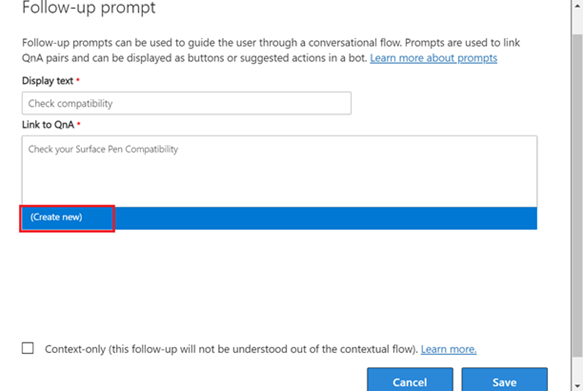 Follow-up prompt
Follow-up prompts can be used to guide the user through a conversational flow. Prompts are used to link
QnA pairs and can be displayed as buttons or suggested actions in a bot. Learn more about prompts
Display text *
Check compatibility
Link to QnA *
Check your Surface Pen Compatibility
(Create new)
Context-only (this follow-up will not be understood out of the contextual flow). Learn more.
Cancel Save